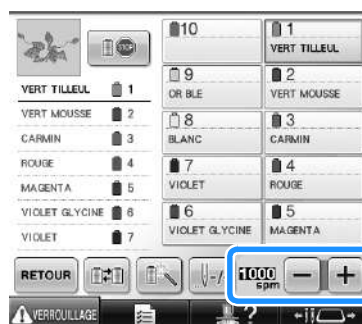 10
1
VERT TILLEUL
9
OR BLE
2
VERT MOUSSE
VERT TILLEUL 1
VERT MOUSSE 2
CARMIN 3
ROUGE 4
MAGENTA 5
VIOLET GLYCINE 6
VIOLET 7
8
BLANC
3
CARMIN
7
VIOLET
4
ROUGE
6
VIOLET GLYCINE
5
MAGENTA
STOP
RETOUR
1000
spm
- +
VERROUILLAGE
?